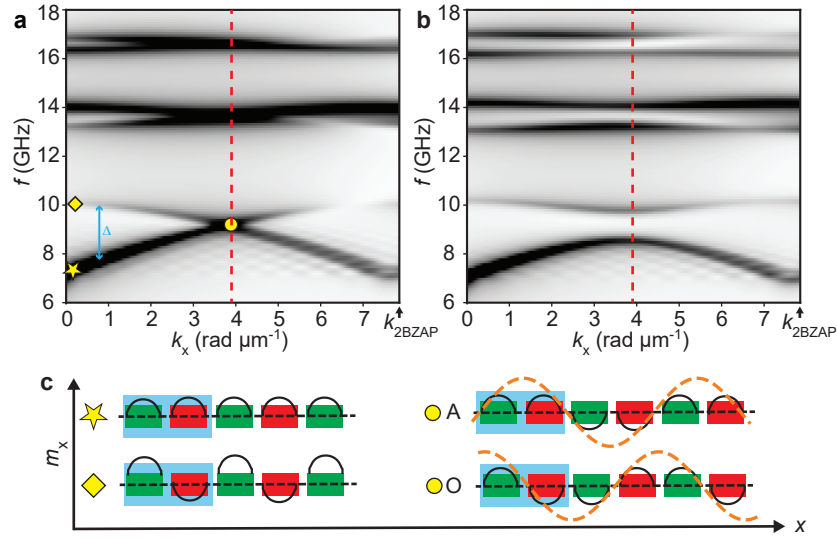 a
b
18
16
14
12
10
8
6
f (GHz)
Δ
0 1 2 3 4 5 6 7
kx (rad μm-1)
k2BZAP
18
16
14
12
10
8
6
f (GHz)
0 1 2 3 4 5 6 7
kx (rad μm-1)
k2BZAP
c
mx
A
O
x